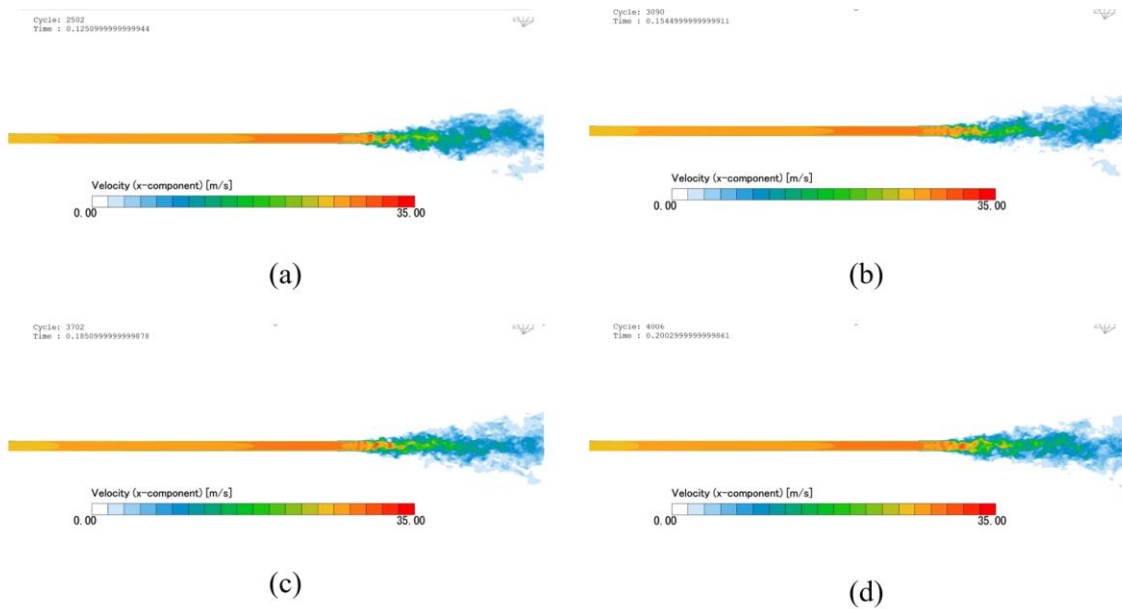 Cycle: 2502
Time : 0.1250999999999944
Velocity (x-component) [m/s]
0.00 35.00
(a)
Cycle: 3090
Time : 0.1544999999999911
Velocity (x-component) [m/s]
0.00 35.00
(b)
Cycle: 3702
Time : 0.1850999999999878
Velocity (x-component) [m/s]
0.00 35.00
(c)
Cycle: 4006
Time : 0.2002999999999861
Velocity (x-component) [m/s]
0.00 35.00
(d)